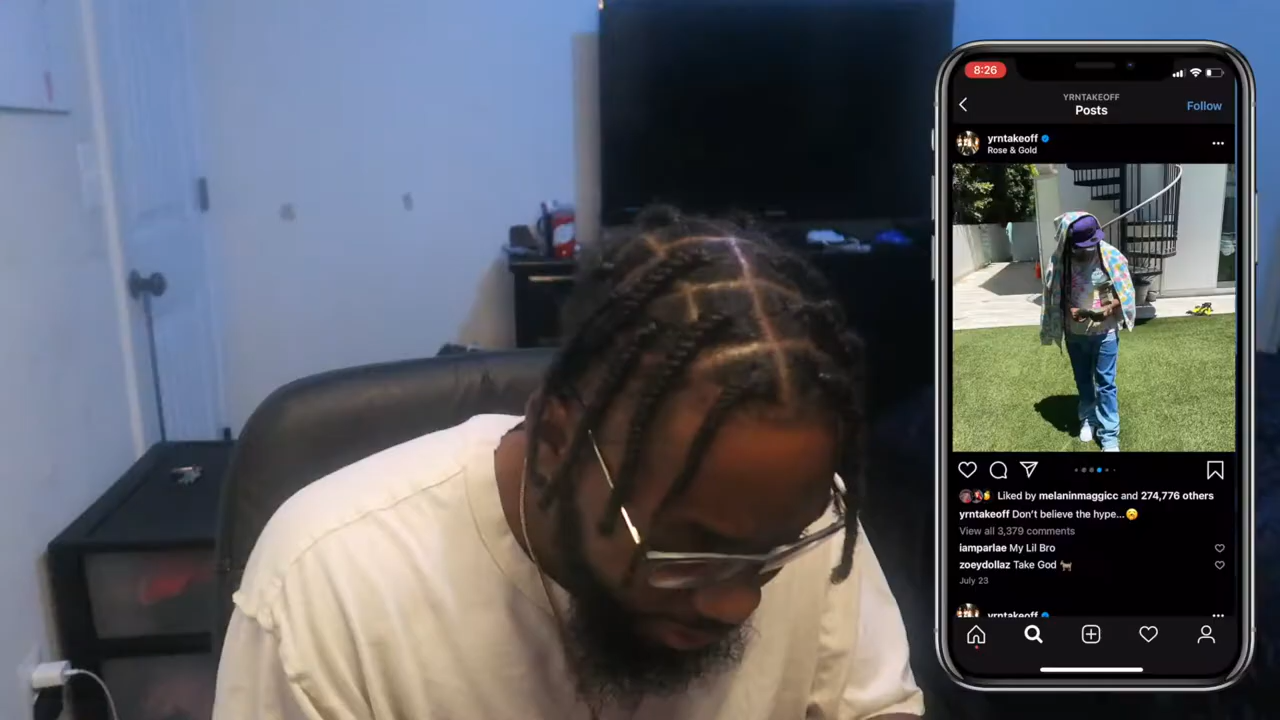 8:26
YRNTAKEOFF
Posts
Follow
yrntakeoff
Rose & Gold
Liked by melaninmaggicc and 274,776 others
yrntakeoff Don't believe the hype...😥
View all 3,379 comments
iamparlae My Lil Bro
zoeydollaz Take God 🐐
July 23
yrntakeoff